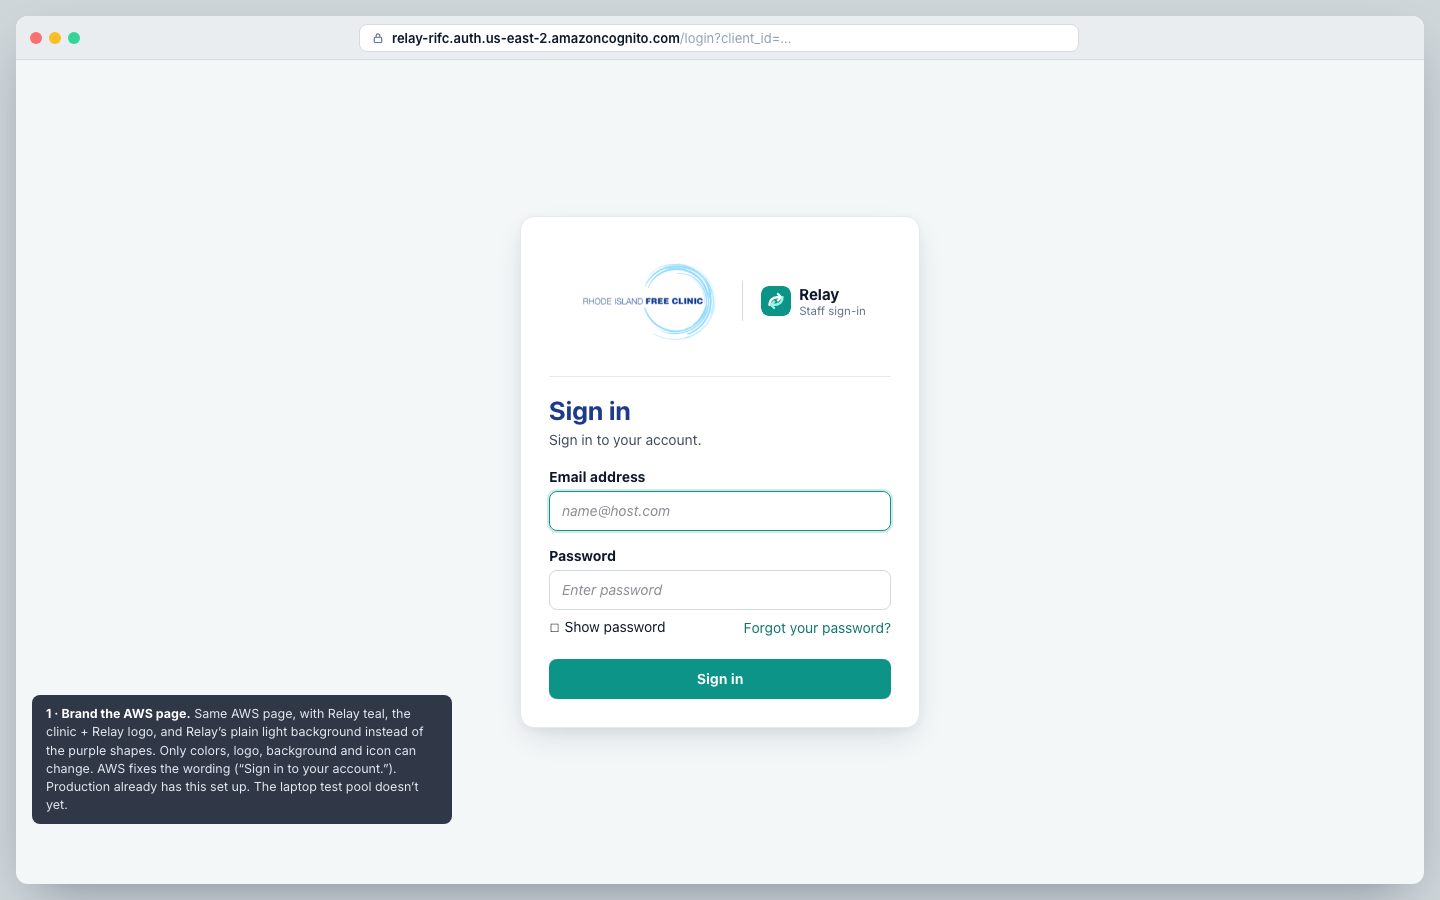 relay-rifc.auth.us-east-2.amazoncognito.com/login?client_id=...
RHODE ISLAND FREE CLINIC
Relay
Staff sign-in
Sign in
Sign in to your account.
Email address
name@host.com
Password
Enter password
Show password
Forgot your password?
Sign in
1 · Brand the AWS page. Same AWS page, with Relay teal, the
clinic + Relay logo, and Relay’s plain light background instead of
the purple shapes. Only colors, logo, background and icon can
change. AWS fixes the wording (“Sign in to your account.”).
Production already has this set up. The laptop test pool doesn’t
yet.